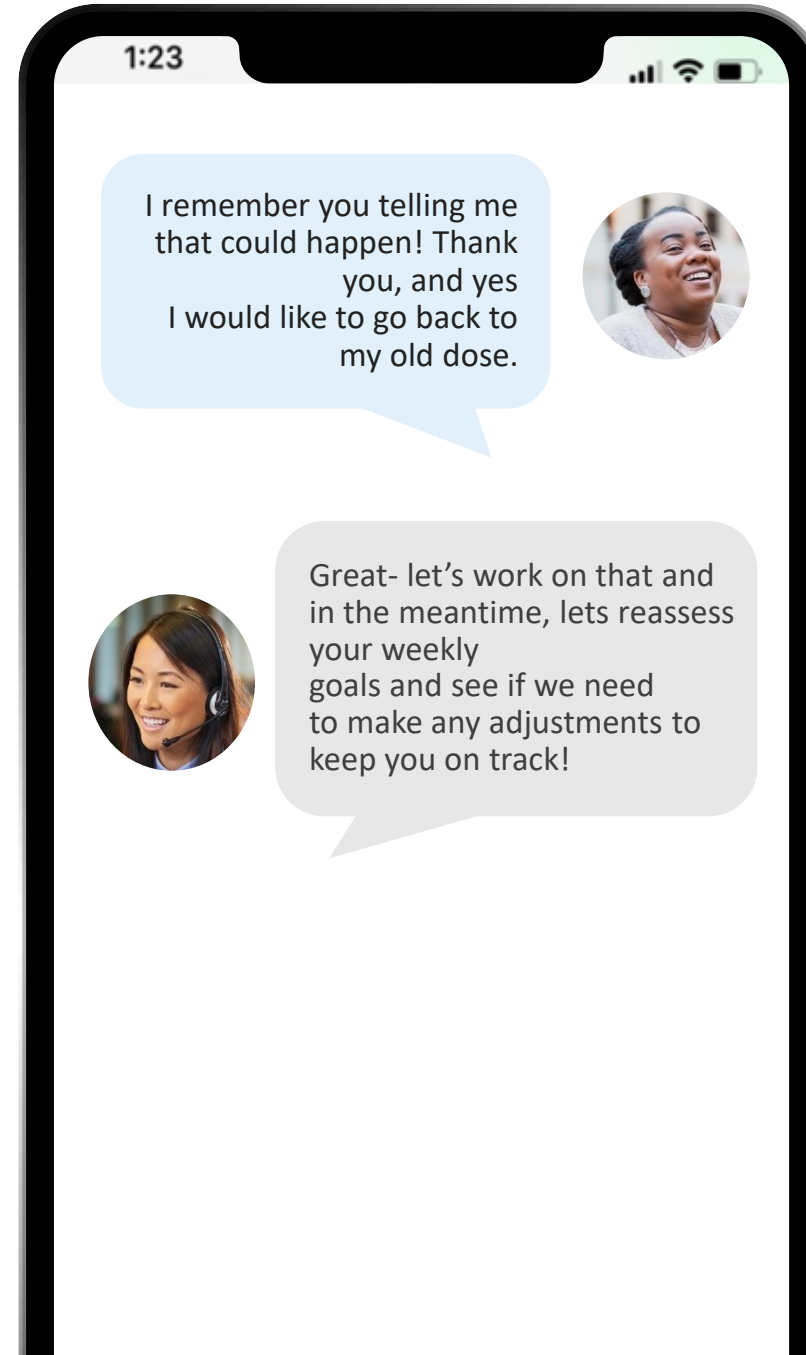 1:23
I remember you telling me
that could happen! Thank
you, and yes
I would like to go back to
my old dose.
Great- let’s work on that and
in the meantime, lets reassess
your weekly
goals and see if we need
to make any adjustments to
keep you on track!